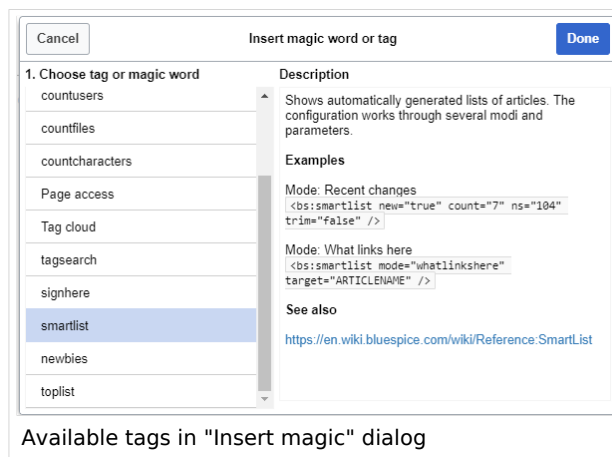 Cancel
Insert magic word or tag
Done
1. Choose tag or magic word
countusers
countfiles
countcharacters
Page access
Tag cloud
tagsearch
signhere
smartlist
newbies
toplist
Description
Shows automatically generated lists of articles. The
configuration works through several modi and
parameters.
Examples
Mode: Recent changes
<bs:smartlist new="true" count="7" ns="104"
trim="false" />
Mode: What links here
<bs:smartlist mode="whatlinkshere"
target="ARTICLENAME" />
See also
https://en.wiki.bluespice.com/wiki/Reference:SmartList
Available tags in "Insert magic" dialog